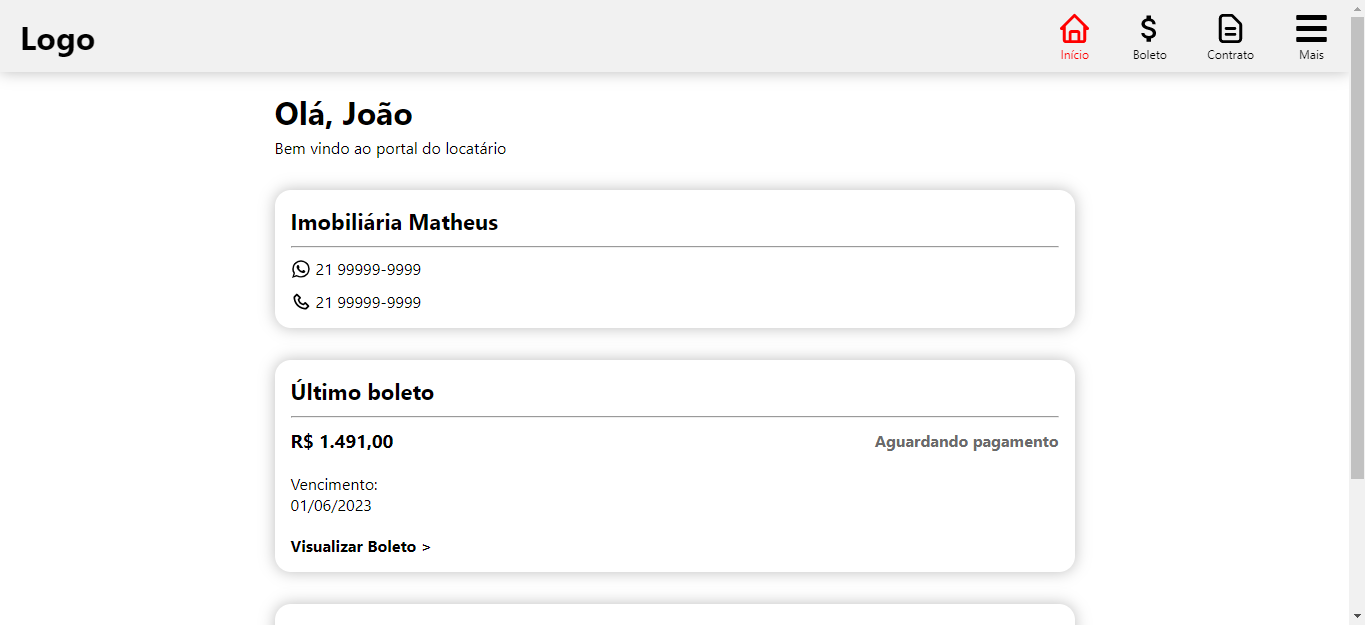 Logo
Início
Boleto
Contrato
Mais
Olá, João
Bem vindo ao portal do locatário
Imobiliária Matheus
21 99999-9999
21 99999-9999
Último boleto
R$ 1.491,00
Aguardando pagamento
Vencimento:
01/06/2023
Visualizar Boleto >